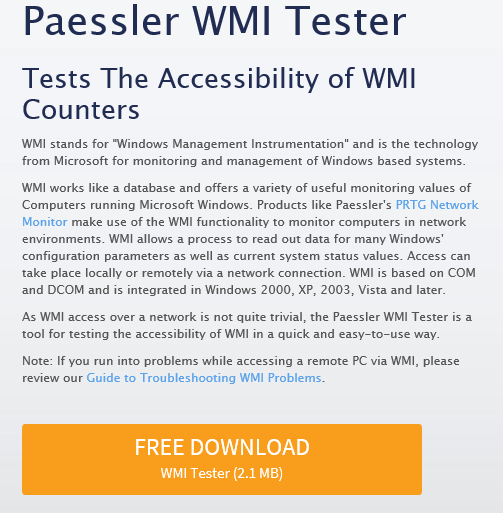 Paessler WMI Tester
Tests The Accessibility of WMI
Counters
WMI stands for "Windows Management Instrumentation" and is the technology
from Microsoft for monitoring and management of Windows based systems.
WMI works like a database and offers a variety of useful monitoring values of
Computers running Microsoft Windows. Products like Paessler's PRTG Network
Monitor make use of the WMI functionality to monitor computers in network
environments. WMI allows a process to read out data for many Windows'
configuration parameters as well as current system status values. Access can
take place locally or remotely via a network connection. WMI is based on COM
and DCOM and is integrated in Windows 2000, XP, 2003, Vista and later.
As WMI access over a network is not quite trivial, the Paessler WMI Tester is a
tool for testing the accessibility of WMI in a quick and easy-to-use way.
Note: If you run into problems while accessing a remote PC via WMI, please
review our Guide to Troubleshooting WMI Problems.
FREE DOWNLOAD
WMI Tester (2.1 MB)